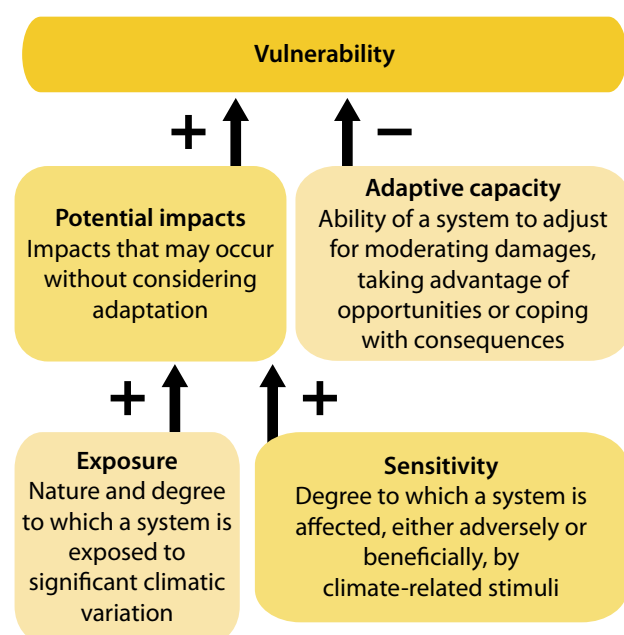 Vulnerability
+
−
Potential impacts
Impacts that may occur
without considering
adaptation
Adaptive capacity
Ability of a system to adjust
for moderating damages,
taking advantage of
opportunities or coping
with consequences
+
+
Exposure
Nature and degree
to which a system is
exposed to
significant climatic
variation
Sensitivity
Degree to which a system is
affected, either adversely or
beneficially, by
climate-related stimuli